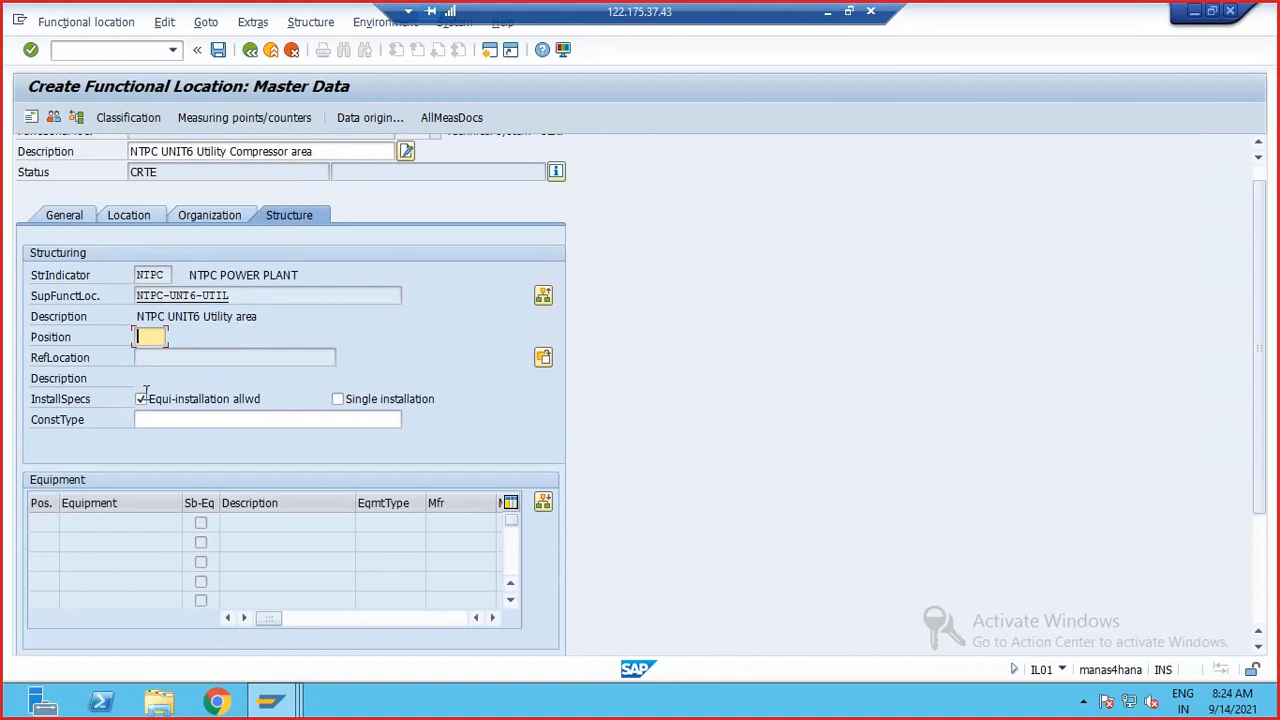 122.175.37.43
Functional location Edit Goto Extras Structure Environment System Help
Create Functional Location: Master Data
Classification Measuring points/counters Data origin... AllMeasDocs
Description NTPC UNIT6 Utility Compressor area
Status CRTE
General Location Organization Structure
Structuring
StrIndicator NTPC NTPC POWER PLANT
SupFunctLoc. NTPC-UNT6-UTIL
Description NTPC UNIT6 Utility area
Position
RefLocation
Description
InstallSpecs Equi-installation allwd Single installation
ConstType
Equipment
Pos. Equipment Sb-Eq Description EqmtType Mfr
Activate Windows
Go to Action Center to activate Windows.
SAP IL01 manas4hana INS
ENG 8:24 AM
IN 9/14/2021